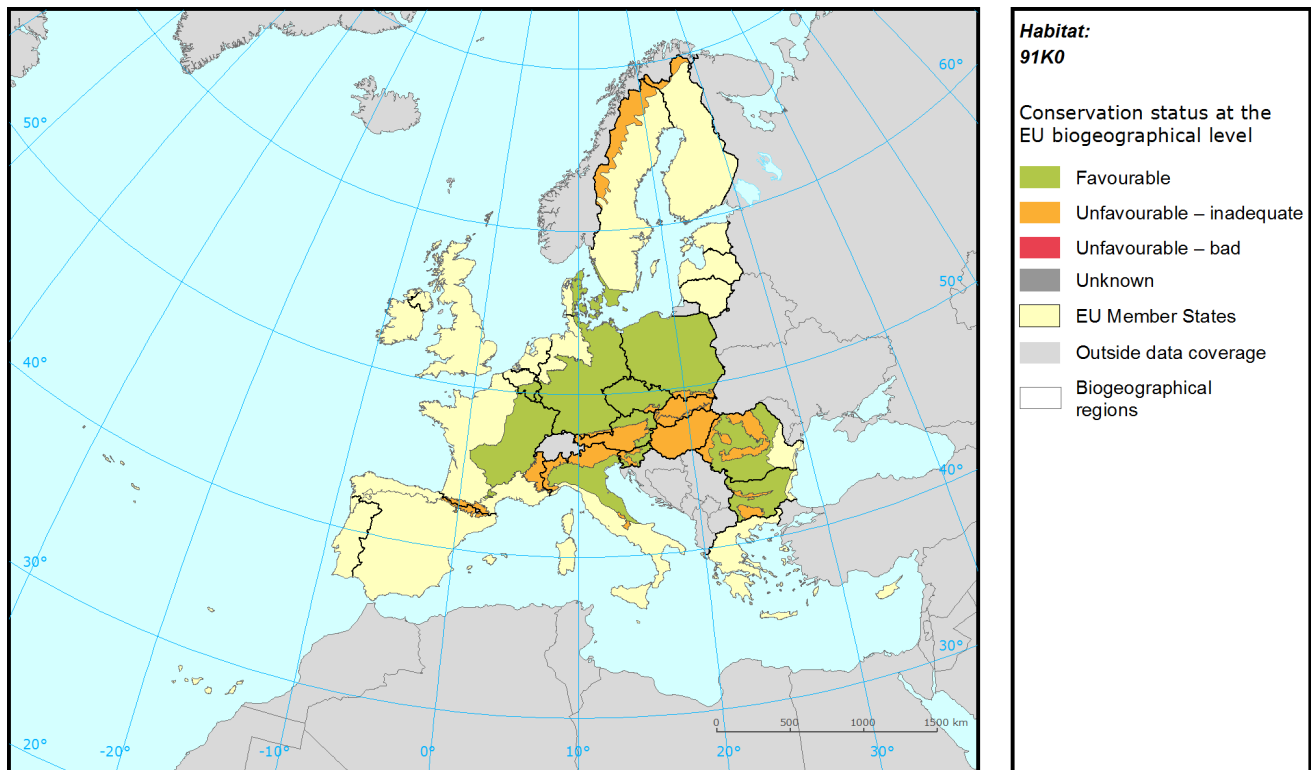 Habitat:
91K0
Conservation status at the
EU biogeographical level
Favourable
Unfavourable – inadequate
Unfavourable – bad
Unknown
EU Member States
Outside data coverage
Biogeographical
regions
60°
50°
50°
40°
40°
30°
30°
20°
-20°
-10°
0°
10°
20°
30°
0
500
1000
1500 km